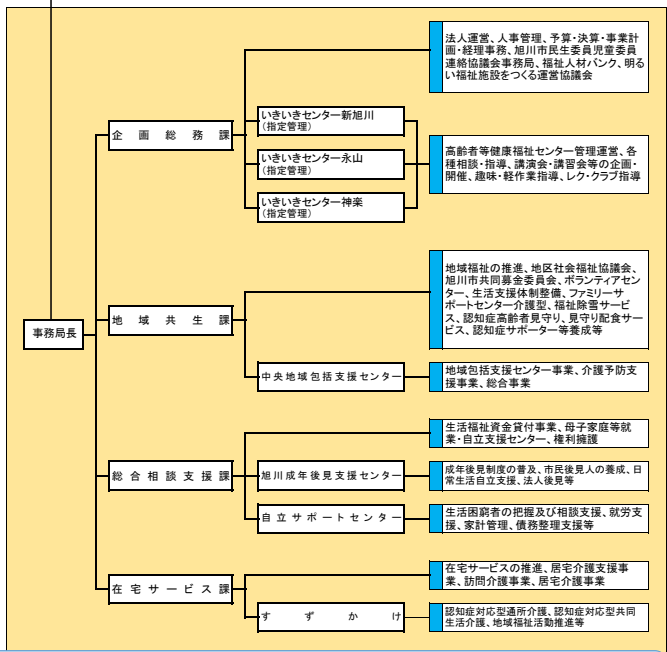 法人運営、人事管理、予算・決算・事業計
画・経理事務、旭川市民生委員児童委員
連絡協議会事務局、福祉人材バンク、明る
い福祉施設をつくる運営協議会
企画総務課
いきいきセンター新旭川
(指定管理)
いきいきセンター永山
(指定管理)
いきいきセンター神楽
(指定管理)
高齢者等健康福祉センター管理運営、各
種相談・指導、講演会・講習会等の企画・
開催、趣味・軽作業指導、レク・クラブ指導
事務局長
地域共生課
地域福祉の推進、地区社会福祉協議会、
旭川市共同募金委員会、ボランティアセン
ター、生活支援体制整備、ファミリーサ
ポートセンター介護型、福祉除雪サービ
ス、認知症高齢者見守り、見守り配食サー
ビス、認知症サポーター等養成等
中央地域包括支援センター
地域包括支援センター事業、介護予防支
援事業、総合事業
総合相談支援課
生活福祉資金貸付事業、母子家庭等就
業・自立支援センター、権利擁護
旭川成年後見支援センター
成年後見制度の普及、市民後見人の養成、日
常生活自立支援、法人後見等
自立サポートセンター
生活困窮者の把握及び相談支援、就労支
援、家計管理、債務整理支援等
在宅サービス課
在宅サービスの推進、居宅介護支援事
業、訪問介護事業、居宅介護事業
すずかけ
認知症対応型通所介護、認知症対応型共同
生活介護、地域福祉活動推進等